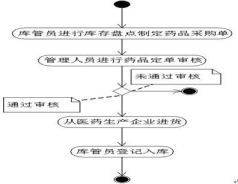 库管员进行库存盘点制定药品采购单
管理人员进行药品定单审核
未通过审核
通过审核
从医药生产企业进货
库管员登记入库